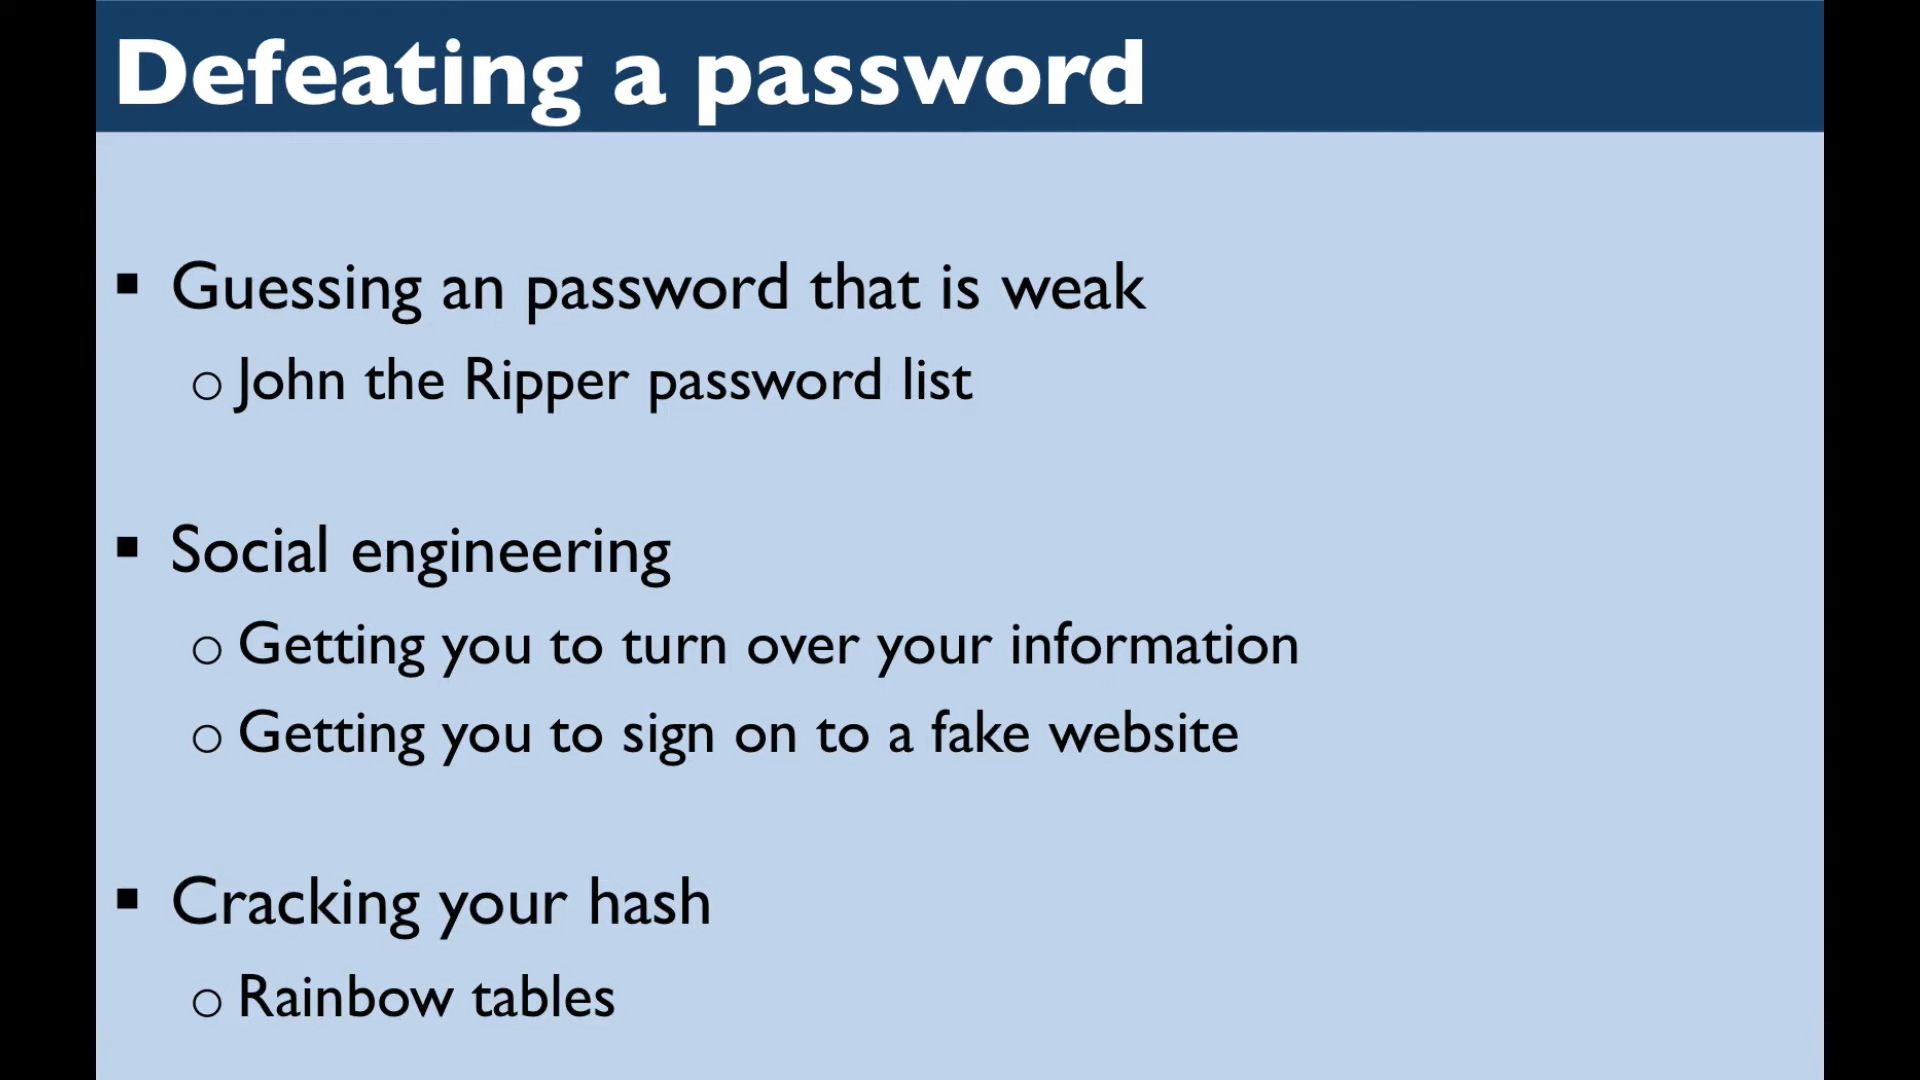 Defeating a password
▪ Guessing an password that is weak
o John the Ripper password list
▪ Social engineering
o Getting you to turn over your information
o Getting you to sign on to a fake website
▪ Cracking your hash
o Rainbow tables